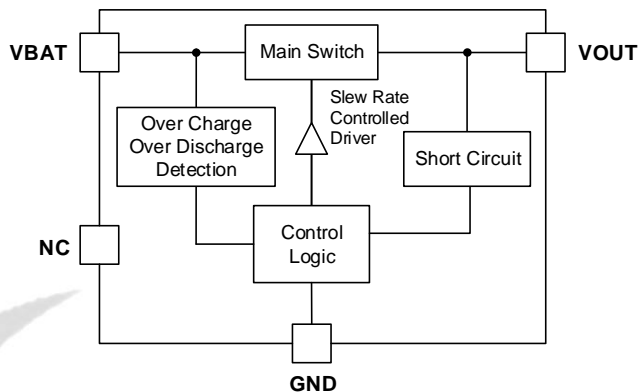 VBAT
Main Switch
VOUT
Slew Rate
Controlled
Driver
Over Charge
Over Discharge
Detection
Short Circuit
NC
Control
Logic
GND